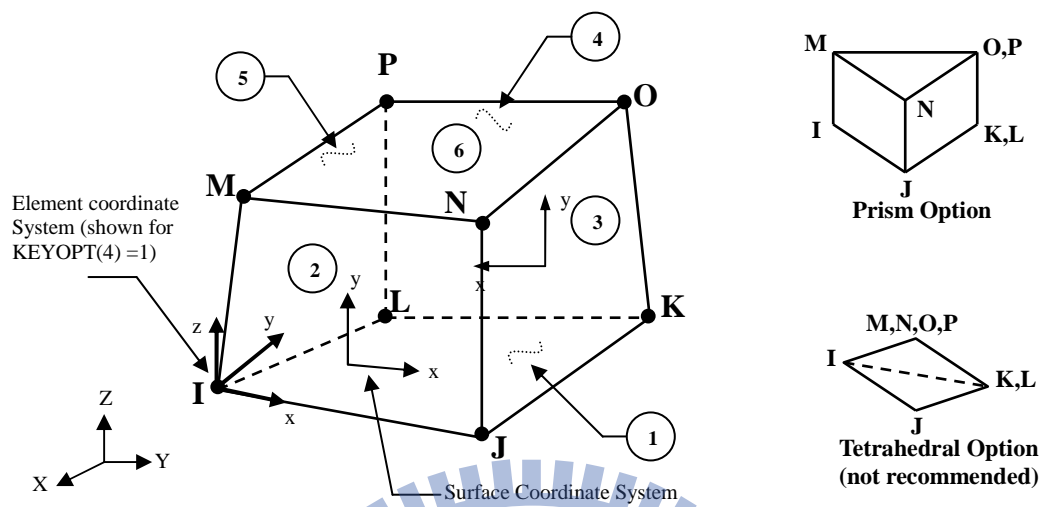 4
P
5
O
6
M
N
Element coordinate
System (shown for
KEYOPT(4) =1)
y
3
2
x
y
L
K
z
y
x
I
x
J
1
Z
Y
X
Surface Coordinate System
M
O,P
N
I
K,L
J
Prism Option
M,N,O,P
I
K,L
J
Tetrahedral Option
(not recommended)